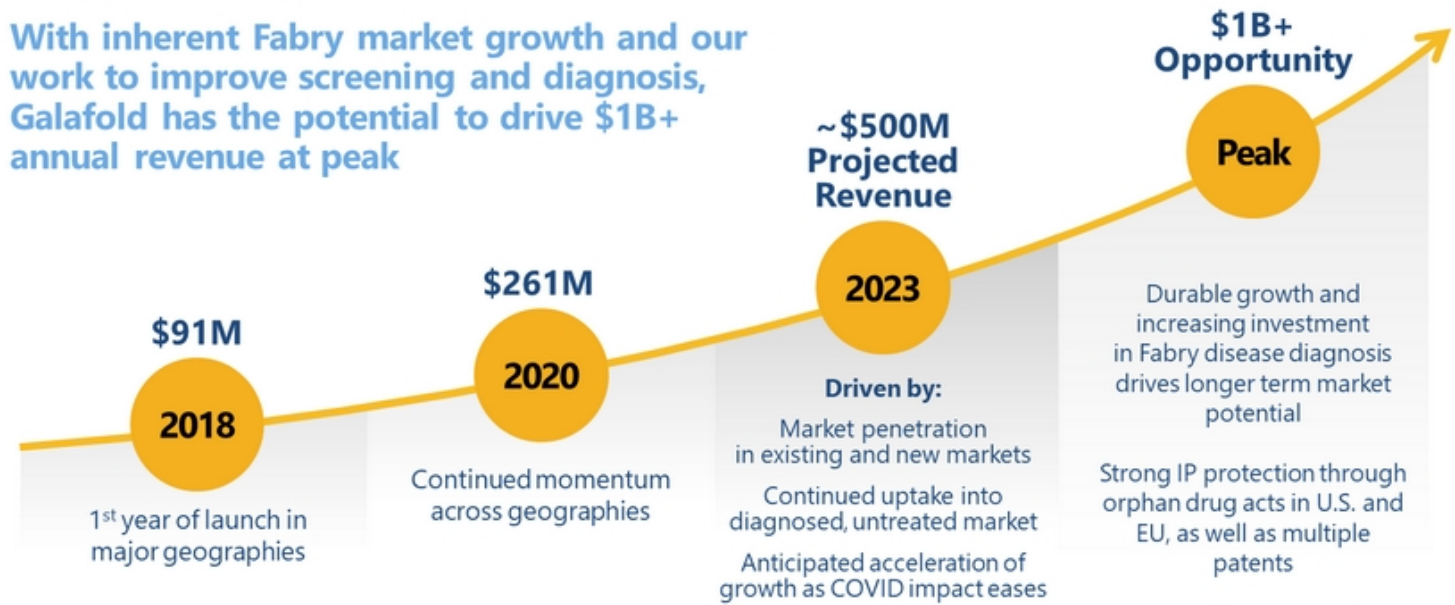 With inherent Fabry market growth and our
work to improve screening and diagnosis,
Galafold has the potential to drive $1B+
annual revenue at peak
$91M
2018
1st year of launch in
major geographies
$261M
2020
Continued momentum
across geographies
~$500M
Projected
Revenue
2023
Driven by:
Market penetration
in existing and new markets
Continued uptake into
diagnosed, untreated market
Anticipated acceleration of
growth as COVID impact eases
$1B+
Opportunity
Peak
Durable growth and
increasing investment
in Fabry disease diagnosis
drives longer term market
potential
Strong IP protection through
orphan drug acts in U.S. and
EU, as well as multiple
patents